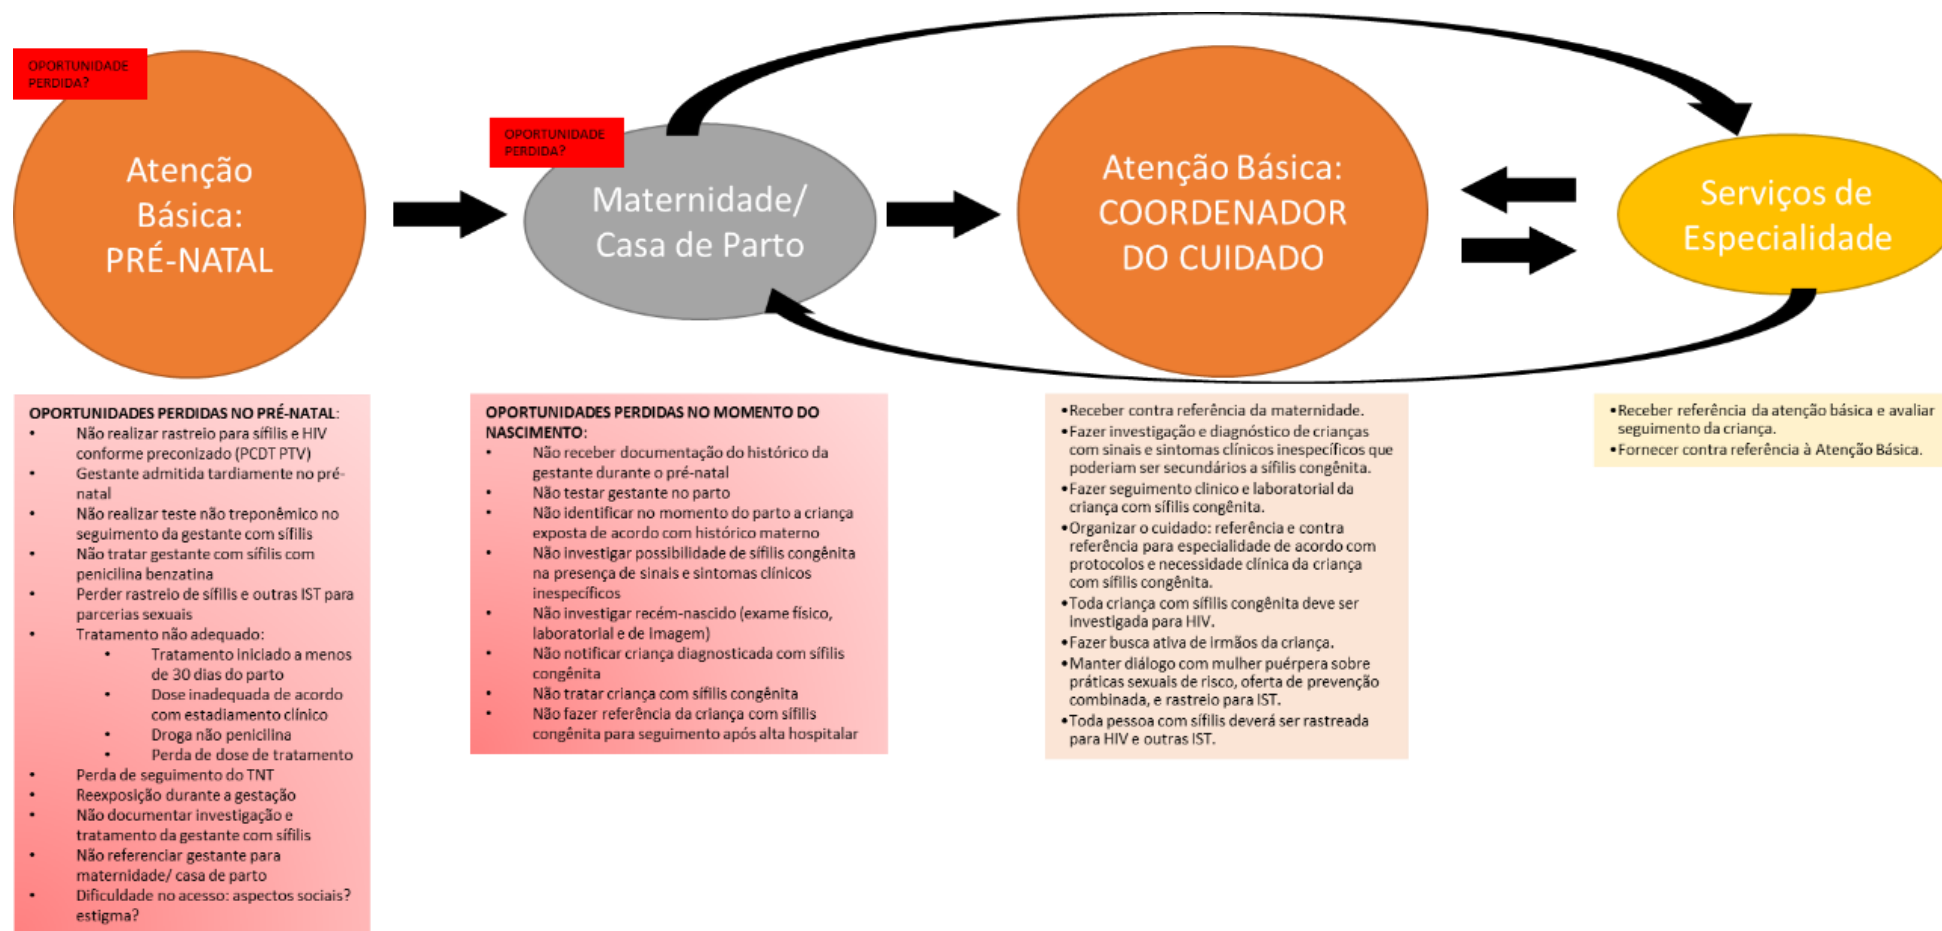 OPORTUNIDADE
PERDIDA?
Atenção
Básica:
PRÉ-NATAL
OPORTUNIDADE
PERDIDA?
Maternidade/
Casa de Parto
Atenção Básica:
COORDENADOR
DO CUIDADO
Serviços de
Especialidade
OPORTUNIDADES PERDIDAS NO PRÉ-NATAL:
• Não realizar rastreio para sífilis e HIV
conforme preconizado (PCDT PTV)
• Gestante admitida tardiamente no pré-
natal
• Não realizar teste não treponêmico no
seguimento da gestante com sífilis
• Não tratar gestante com sífilis com
penicilina benzatina
• Perder rastreio de sífilis e outras IST para
parcerias sexuais
• Tratamento não adequado:
• Tratamento iniciado a menos
de 30 dias do parto
• Dose inadequada de acordo
com estadiamento clínico
• Droga não penicilina
• Perda de dose de tratamento
• Perda de seguimento do TNT
• Reexposição durante a gestação
• Não documentar investigação e
tratamento da gestante com sífilis
• Não referenciar gestante para
maternidade/ casa de parto
• Dificuldade no acesso: aspectos sociais?
estigma?
OPORTUNIDADES PERDIDAS NO MOMENTO DO
NASCIMENTO:
• Não receber documentação do histórico da
gestante durante o pré-natal
• Não testar gestante no parto
• Não identificar no momento do parto a criança
exposta de acordo com histórico materno
• Não investigar possibilidade de sífilis congênita
na presença de sinais e sintomas clínicos
inespecíficos
• Não investigar recém-nascido (exame físico,
laboratorial e de imagem)
• Não notificar criança diagnosticada com sífilis
congênita
• Não tratar criança com sífilis congênita
• Não fazer referência da criança com sífilis
congênita para seguimento após alta hospitalar
•Receber contra referência da maternidade.
•Fazer investigação e diagnóstico de crianças
com sinais e sintomas clínicos inespecíficos que
poderiam ser secundários a sífilis congênita.
•Fazer seguimento clinico e laboratorial da
criança com sífilis congênita.
•Organizar o cuidado: referência e contra
referência para especialidade de acordo com
protocolos e necessidade clínica da criança
com sífilis congênita.
•Toda criança com sífilis congênita deve ser
investigada para HIV.
•Fazer busca ativa de irmãos da criança.
•Manter diálogo com mulher puérpera sobre
práticas sexuais de risco, oferta de prevenção
combinada, e rastreio para IST.
•Toda pessoa com sífilis deverá ser rastreada
para HIV e outras IST.
•Receber referência da atenção básica e avaliar
seguimento da criança.
•Fornecer contra referência à Atenção Básica.